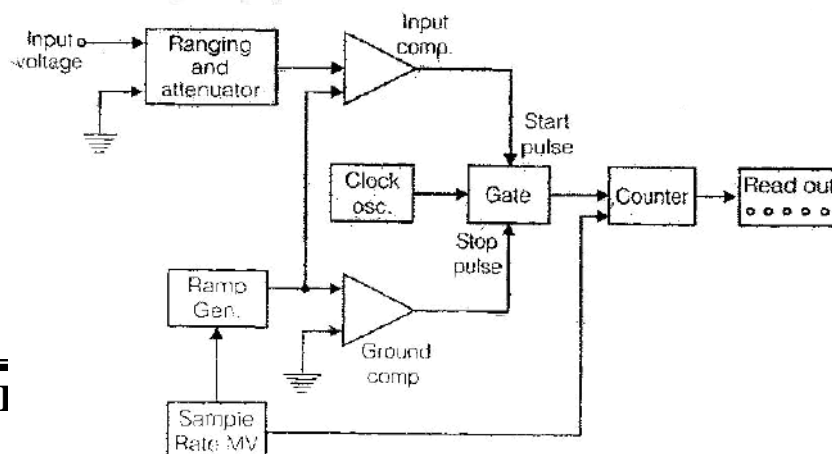 Input
voltage
Ranging
and
attenuator
Input
comp.
Start
pulse
Clock
osc.
Gate
Counter
Read out
Stop
pulse
Ramp
Gen.
Ground
comp
Sample
Rate MV